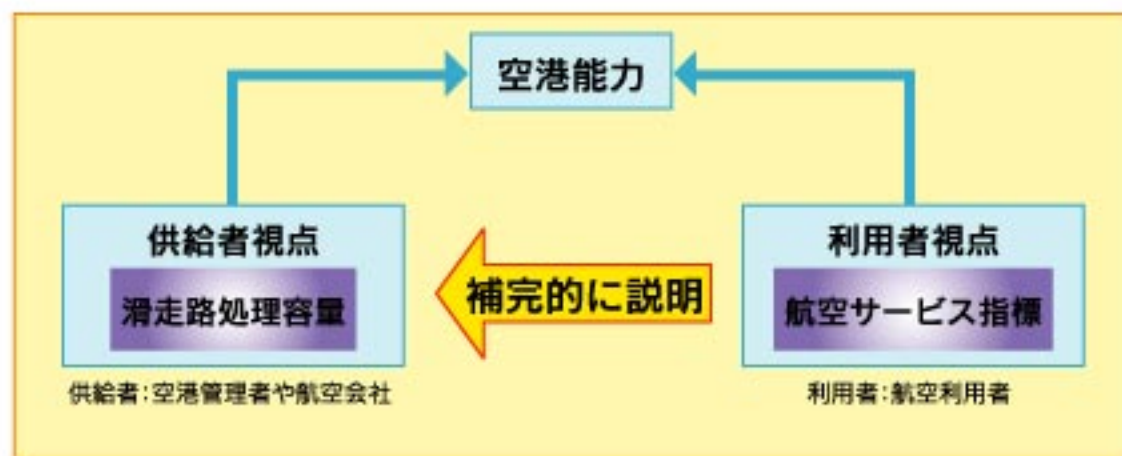 空港能力
供給者視点
滑走路処理容量
供給者：空港管理者や航空会社
補完的に説明
利用者視点
航空サービス指標
利用者：航空利用者